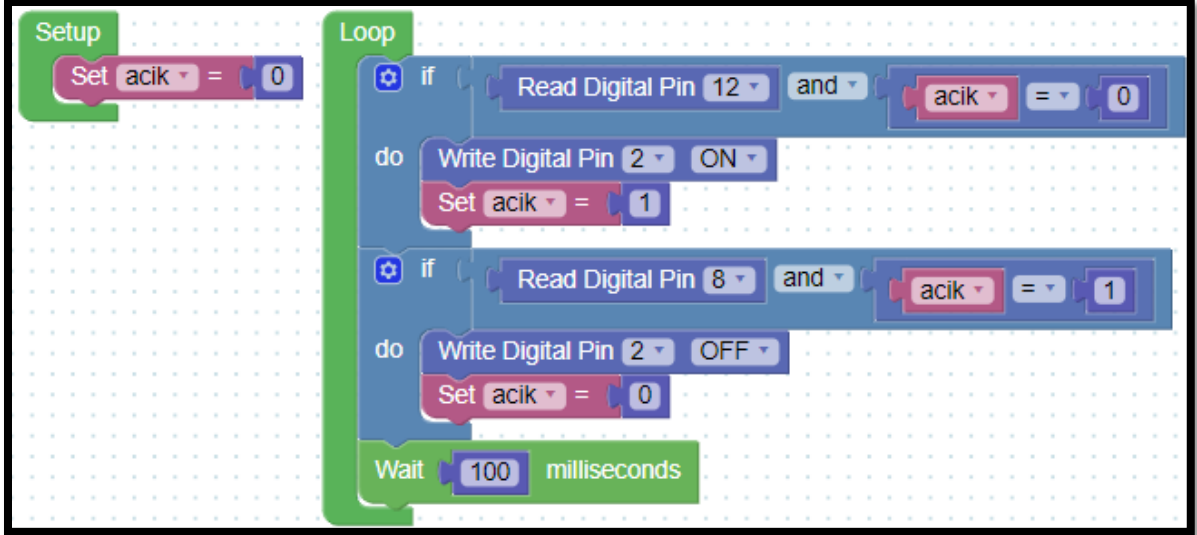 Setup
Set acik = 0
Loop
if Read Digital Pin 12 and acik = 0
do Write Digital Pin 2 ON
Set acik = 1
if Read Digital Pin 8 and acik = 1
do Write Digital Pin 2 OFF
Set acik = 0
Wait 100 milliseconds